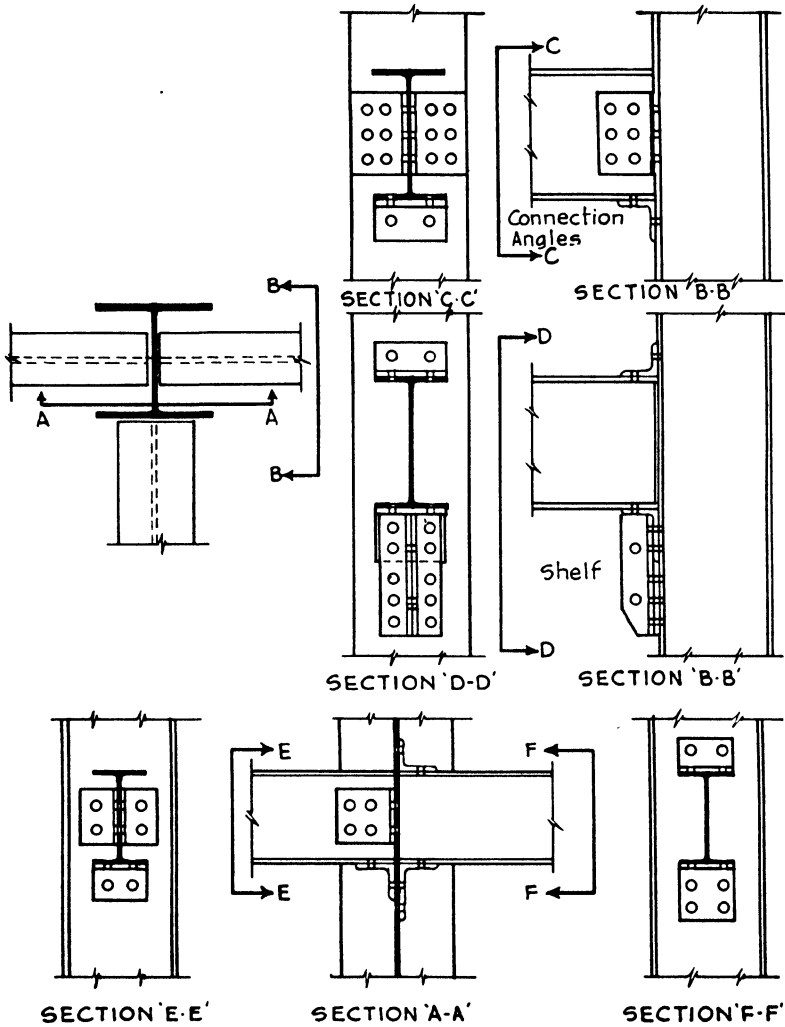 C
Connection
Angles
C
SECTION 'C-C'
SECTION 'B-B'
B
A
A
B
D
Shelf
D
SECTION 'D-D'
SECTION 'B-B'
E
E
F
F
SECTION 'E-E'
SECTION 'A-A'
SECTION 'F-F'